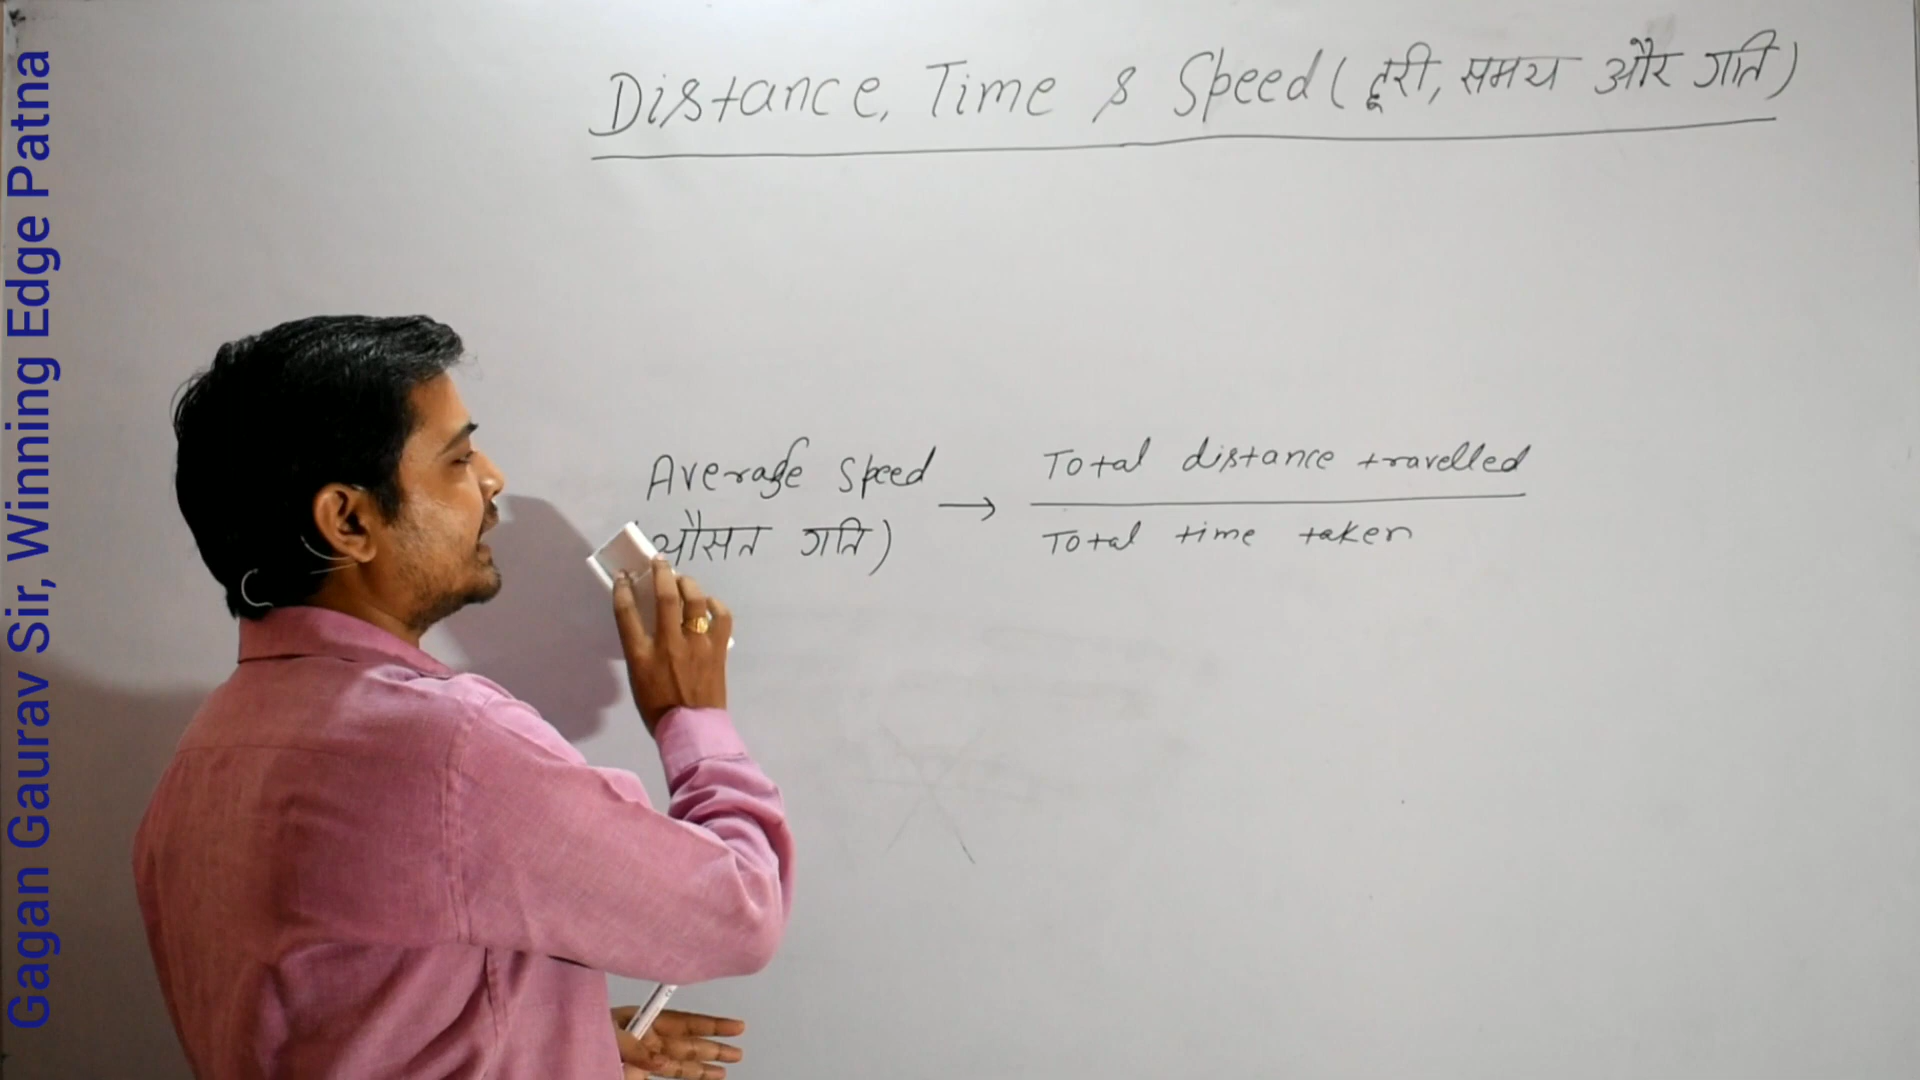 Distance, Time & Speed (दूरी, समय और गति)
Average Speed → Total distance travelled
(औसत गति) Total time taken
Gagan Gaurav Sir, Winning Edge Patna